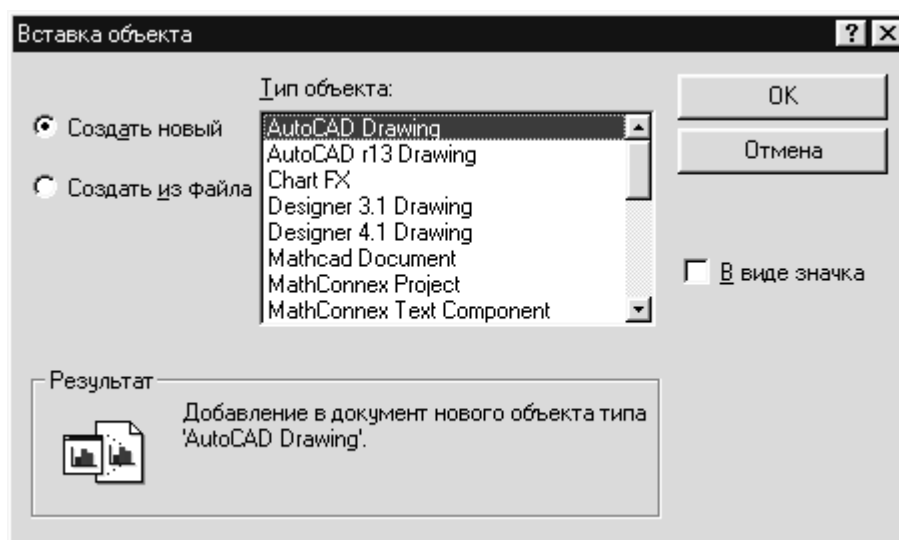 Вставка объекта
Тип объекта:
Создать новый
Создать из файла
AutoCAD Drawing
AutoCAD r13 Drawing
Chart FX
Designer 3.1 Drawing
Designer 4.1 Drawing
Mathcad Document
MathConnex Project
MathConnex Text Component
OK
Отмена
В виде значка
Результат
Добавление в документ нового объекта типа
'AutoCAD Drawing'.